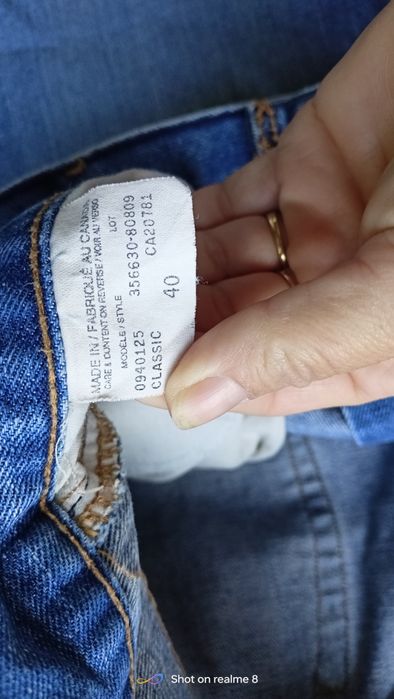 MADE IN / FABRIQUÉ AU CANADA
CARE & CONTENT ON REVERSE / VOIR AU VERSO
MODÈLE / STYLE LOT
0940125 356630-80809
CLASSIC CA20781
40
Shot on realme 8